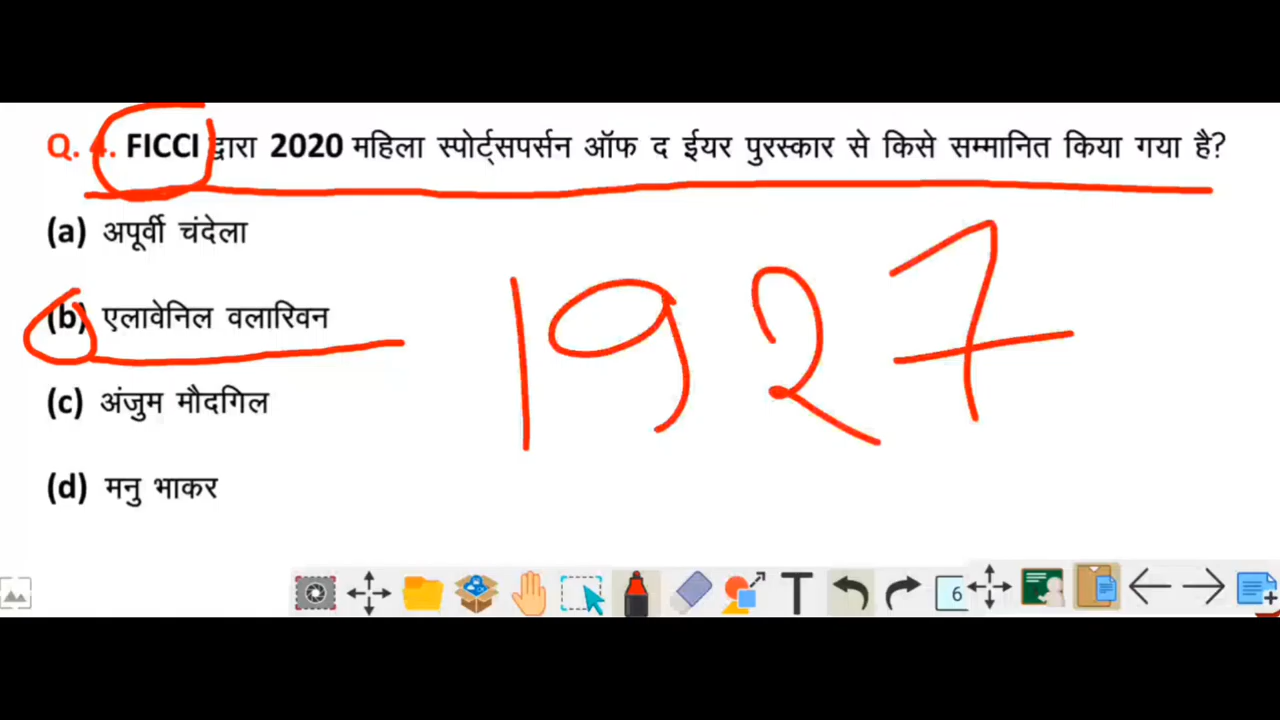 Q. 4. FICCI द्वारा 2020 महिला स्पोर्ट्सपर्सन ऑफ द ईयर पुरस्कार से किसे सम्मानित किया गया है?
(a) अपूर्वी चंदेला
(b) एलावेनिल वलारिवन
1927
(c) अंजुम मौदगिल
(d) मनु भाकर
T 6